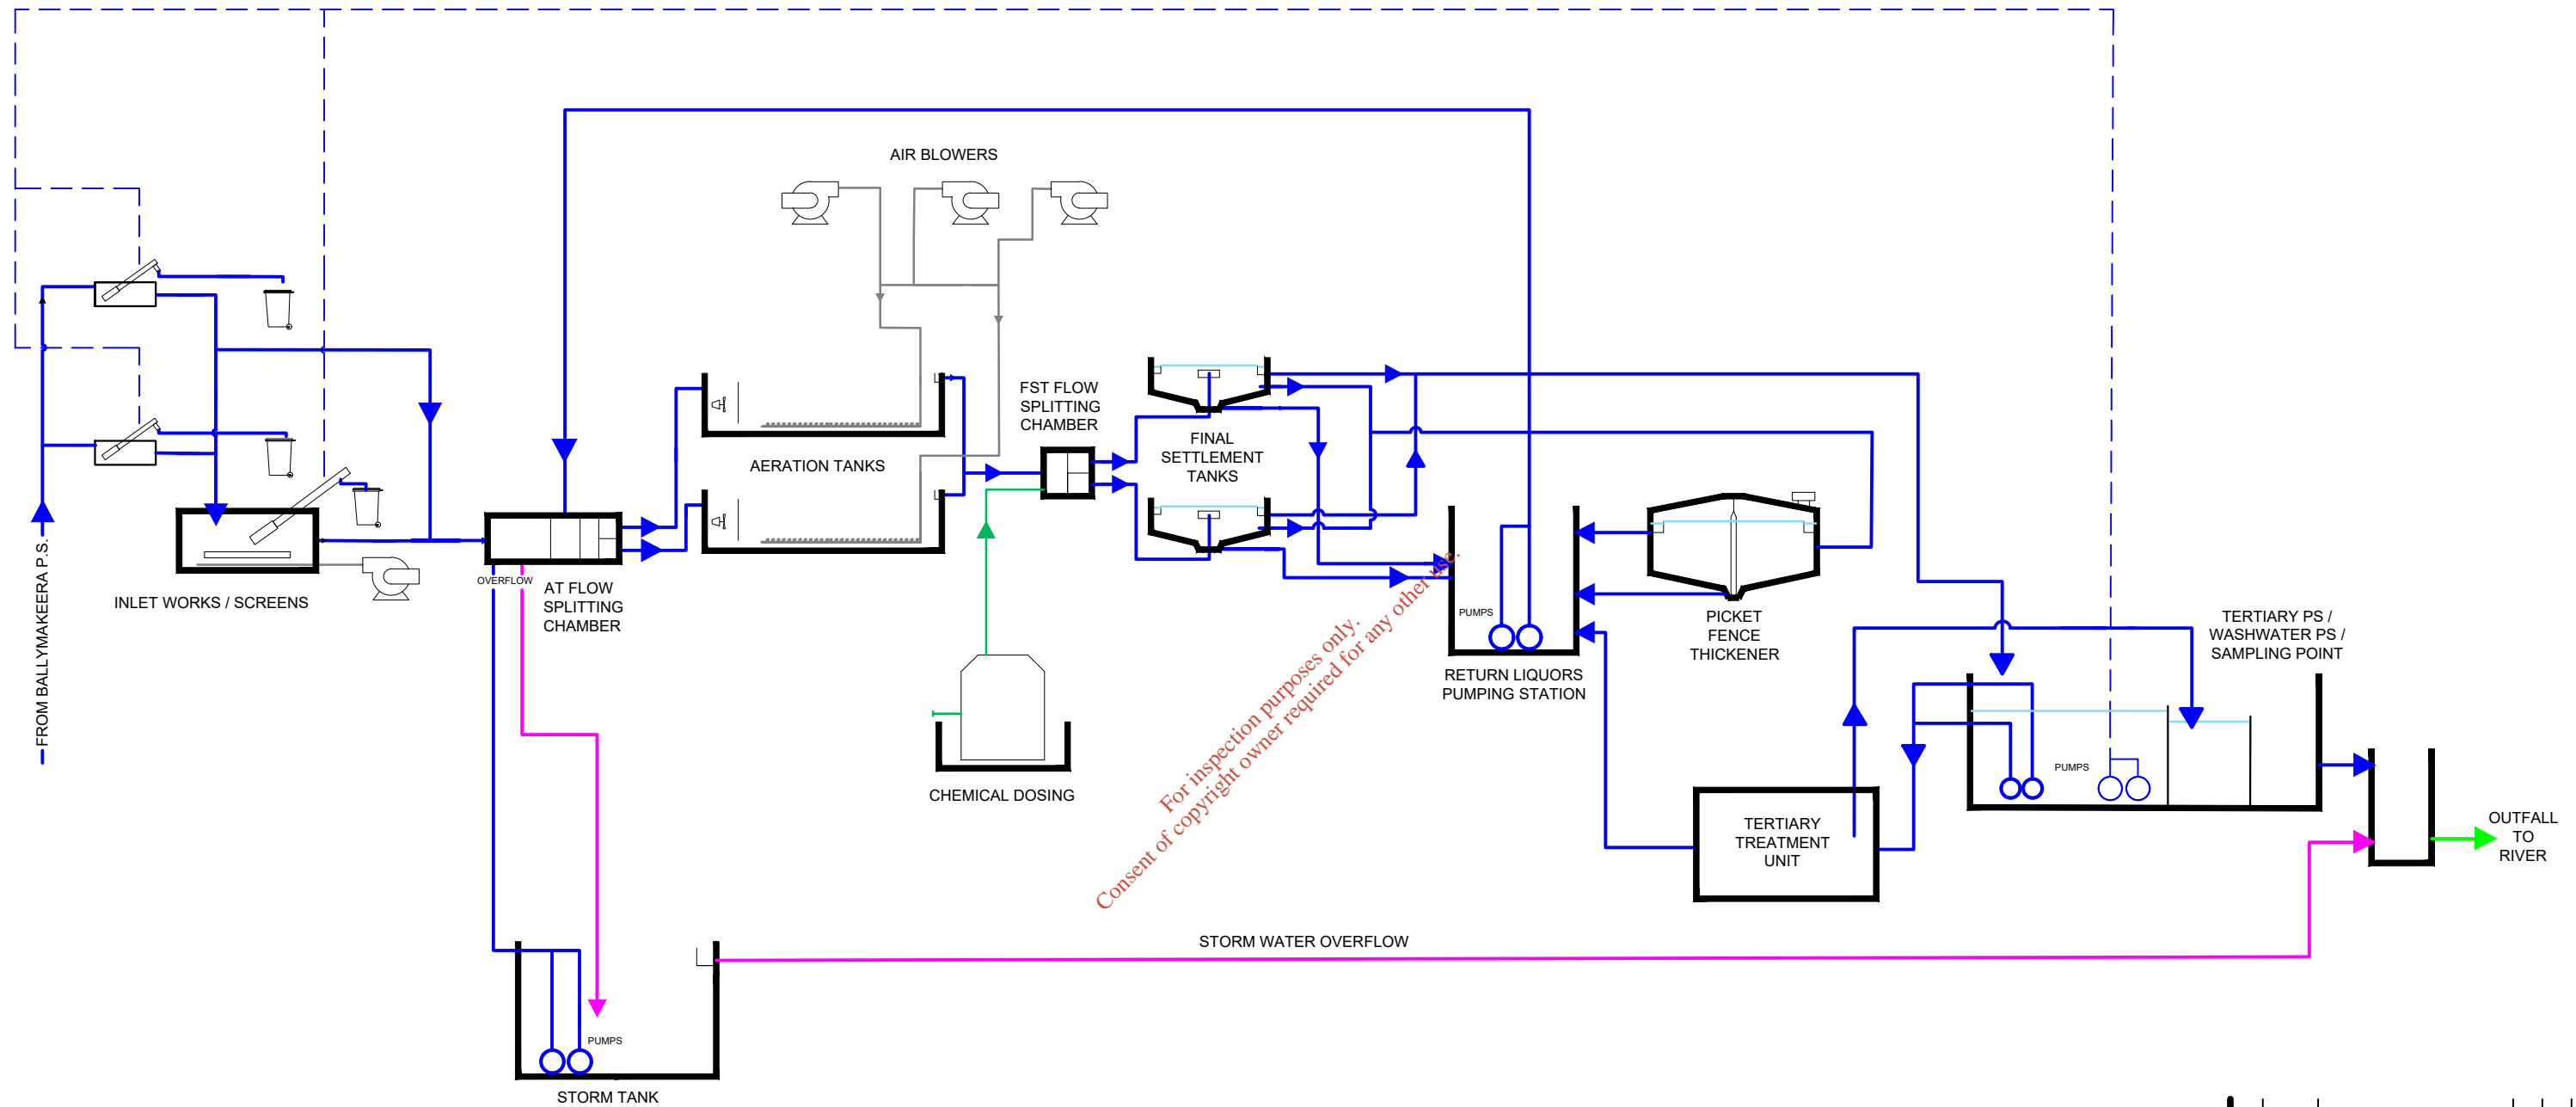 AIR BLOWERS
FROM BALLYMAKEERA P.S.
INLET WORKS / SCREENS
OVERFLOW
AT FLOW
SPLITTING
CHAMBER
AERATION TANKS
FST FLOW
SPLITTING
CHAMBER
FINAL
SETTLEMENT
TANKS
CHEMICAL DOSING
PUMPS
RETURN LIQUORS
PUMPING STATION
PICKET
FENCE
THICKENER
TERTIARY PS /
WASHWATER PS /
SAMPLING POINT
PUMPS
TERTIARY
TREATMENT
UNIT
OUTFALL
TO
RIVER
STORM WATER OVERFLOW
PUMPS
STORM TANK
For inspection purposes only.
Consent of copyright owner required for any other use.